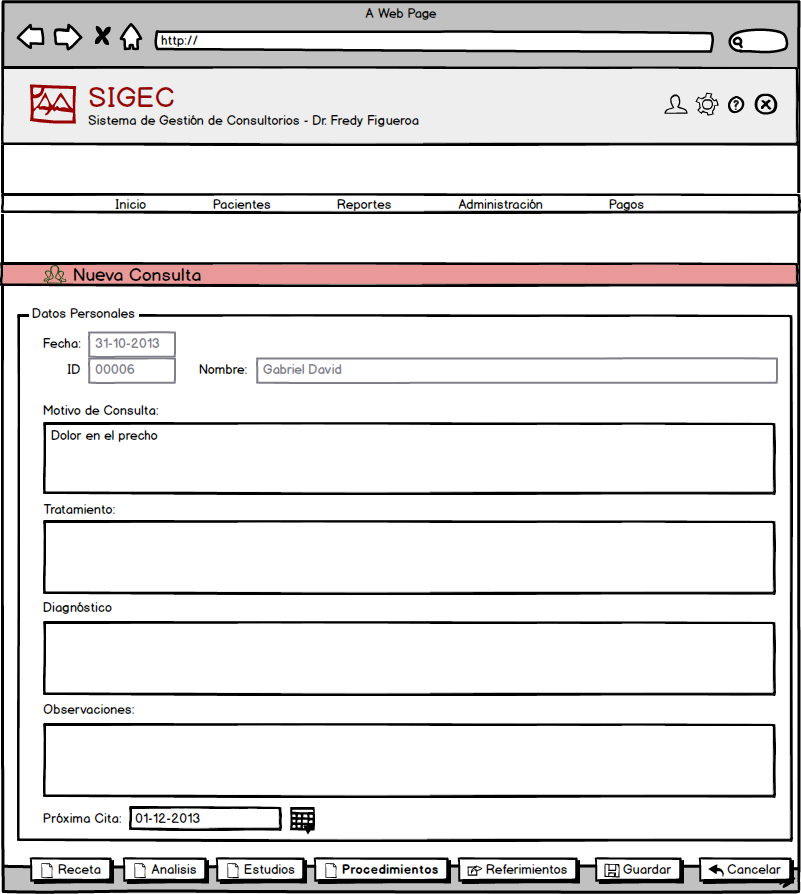 A Web Page
http://
SIGEC
Sistema de Gestión de Consultorios - Dr. Fredy Figueroa
?
Inicio Pacientes Reportes Administración Pagos
Nueva Consulta
Datos Personales
Fecha: 31-10-2013
ID 00006 Nombre: Gabriel David
Motivo de Consulta:
Dolor en el precho
Tratamiento:
Diagnóstico
Observaciones:
Próxima Cita: 01-12-2013
Receta Analisis Estudios Procedimientos Referimientos Guardar Cancelar